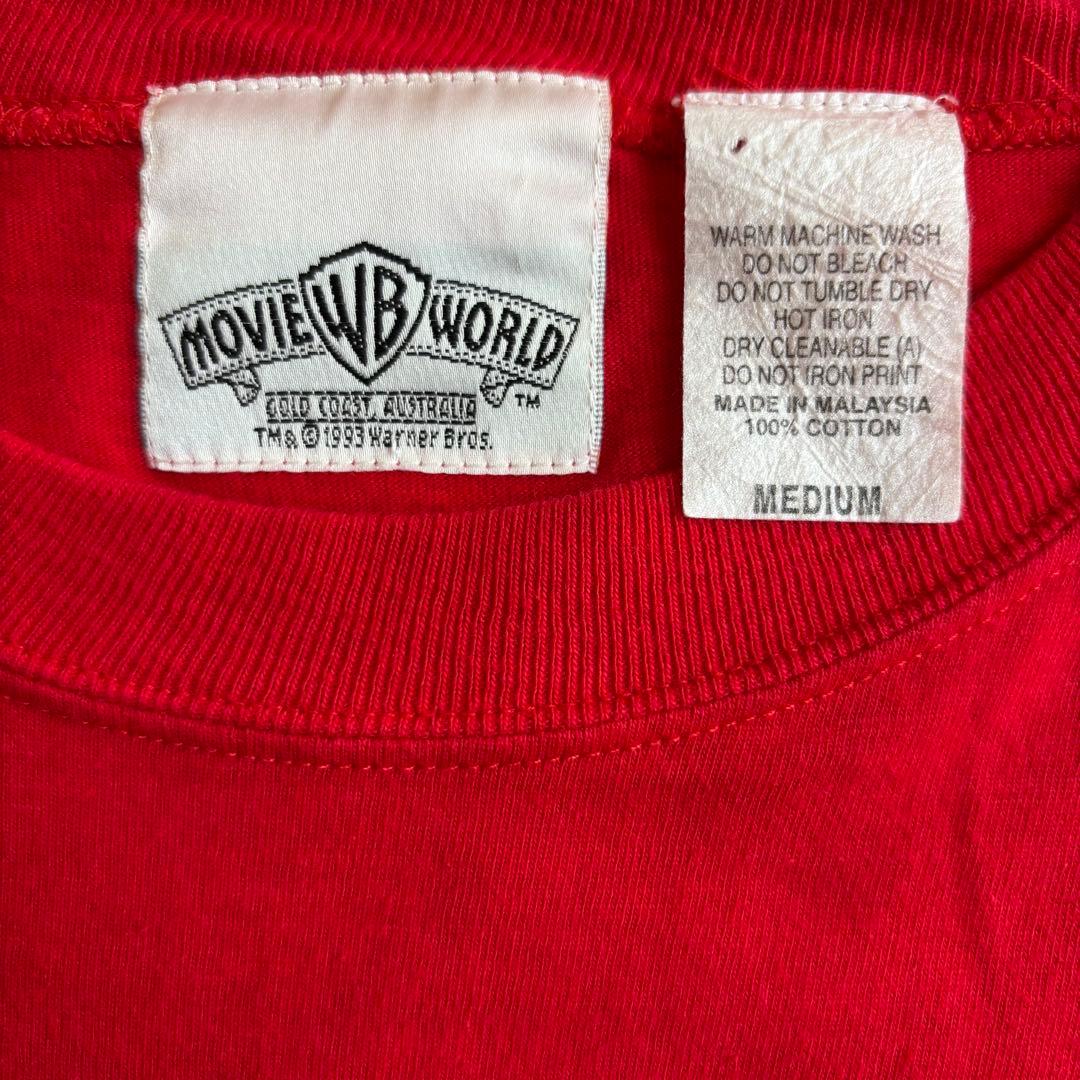 MOVIE WB WORLD
GOLD COAST, AUSTRALIA TM
TM & © 1993 Warner Bros.
WARM MACHINE WASH
DO NOT BLEACH
DO NOT TUMBLE DRY
HOT IRON
DRY CLEANABLE (A)
DO NOT IRON PRINT
MADE IN MALAYSIA
100% COTTON
MEDIUM